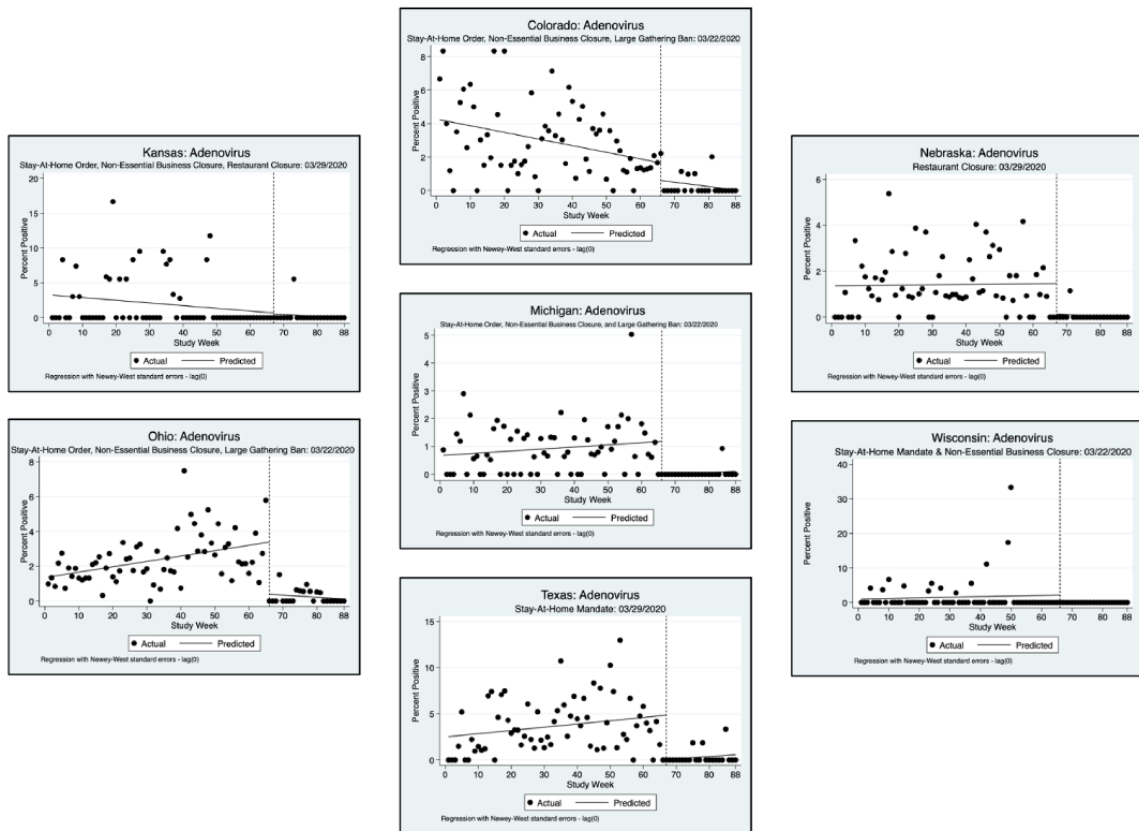 Colorado: Adenovirus
Stay-At-Home Order, Non-Essential Business Closure, Large Gathering Ban: 03/22/2020
Percent Positive
8
6
4
2
0
0 10 20 30 40 50 60 70 80 88
Study Week
Actual Predicted
Regression with Newey-West standard errors - lag(0)
Kansas: Adenovirus
Stay-At-Home Order, Non-Essential Business Closure, Restaurant Closure: 03/29/2020
Percent Positive
20
15
10
5
0
0 10 20 30 40 50 60 70 80 88
Study Week
Actual Predicted
Regression with Newey-West standard errors - lag(0)
Nebraska: Adenovirus
Restaurant Closure: 03/29/2020
Percent Positive
6
4
2
0
0 10 20 30 40 50 60 70 80 88
Study Week
Actual Predicted
Regression with Newey-West standard errors - lag(0)
Michigan: Adenovirus
Stay-At-Home Order, Non-Essential Business Closure, and Large Gathering Ban: 03/22/2020
Percent Positive
5
4
3
2
1
0
0 10 20 30 40 50 60 70 80 88
Study Week
Actual Predicted
Regression with Newey-West standard errors - lag(0)
Ohio: Adenovirus
Stay-At-Home Order, Non-Essential Business Closure, Large Gathering Ban: 03/22/2020
Percent Positive
8
6
4
2
0
0 10 20 30 40 50 60 70 80 88
Study Week
Actual Predicted
Regression with Newey-West standard errors - lag(0)
Wisconsin: Adenovirus
Stay-At-Home Mandate & Non-Essential Business Closure: 03/22/2020
Percent Positive
40
30
20
10
0
0 10 20 30 40 50 60 70 80 88
Study Week
Actual Predicted
Regression with Newey-West standard errors - lag(0)
Texas: Adenovirus
Stay-At-Home Mandate: 03/29/2020
Percent Positive
15
10
5
0
0 10 20 30 40 50 60 70 80 88
Study Week
Actual Predicted
Regression with Newey-West standard errors - lag(0)